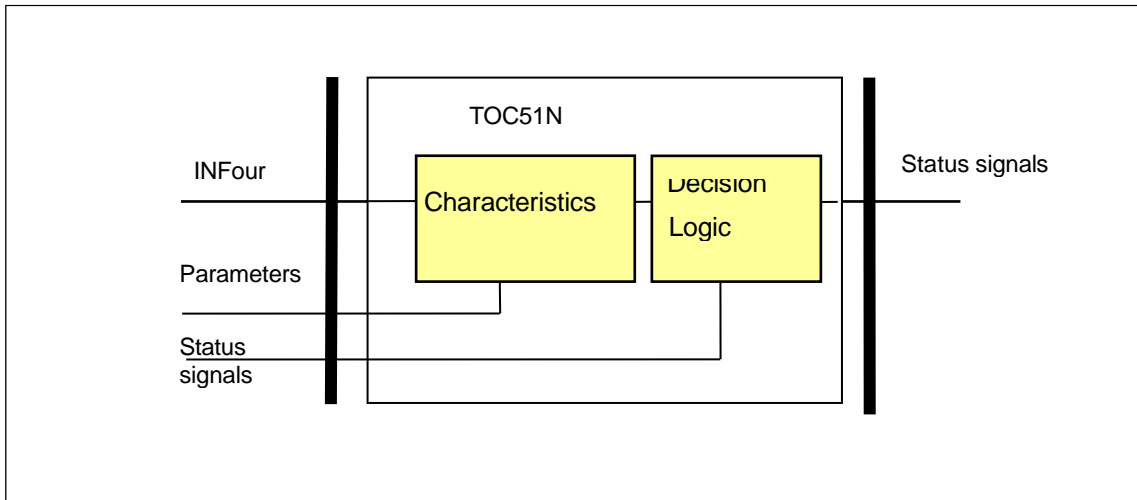 TOC51N
INFour
Characteristics
Decision
Logic
Status signals
Parameters
Status
signals